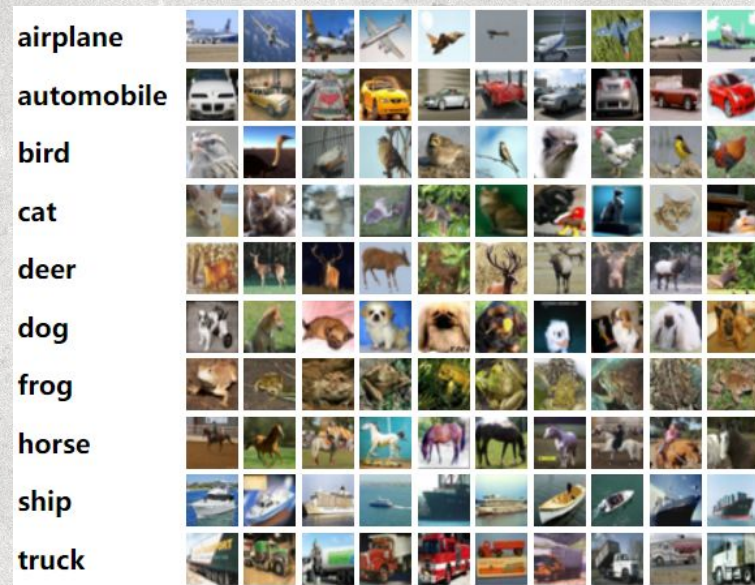 airplane
automobile
bird
cat
deer
dog
frog
horse
ship
truck